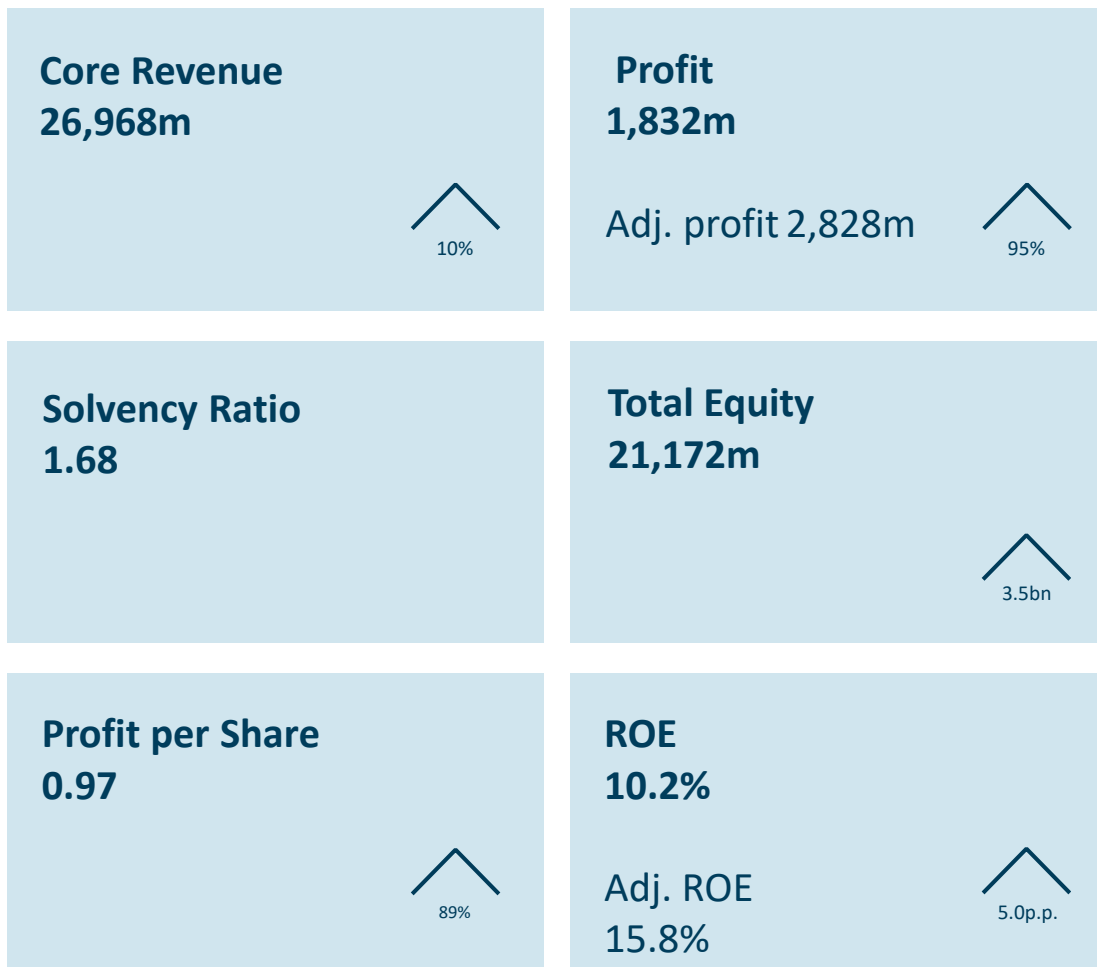 Core Revenue
26,968m
10%
Profit
1,832m
Adj. profit 2,828m
95%
Solvency Ratio
1.68
Total Equity
21,172m
3.5bn
Profit per Share
0.97
89%
ROE
10.2%
Adj. ROE
15.8%
5.0p.p.